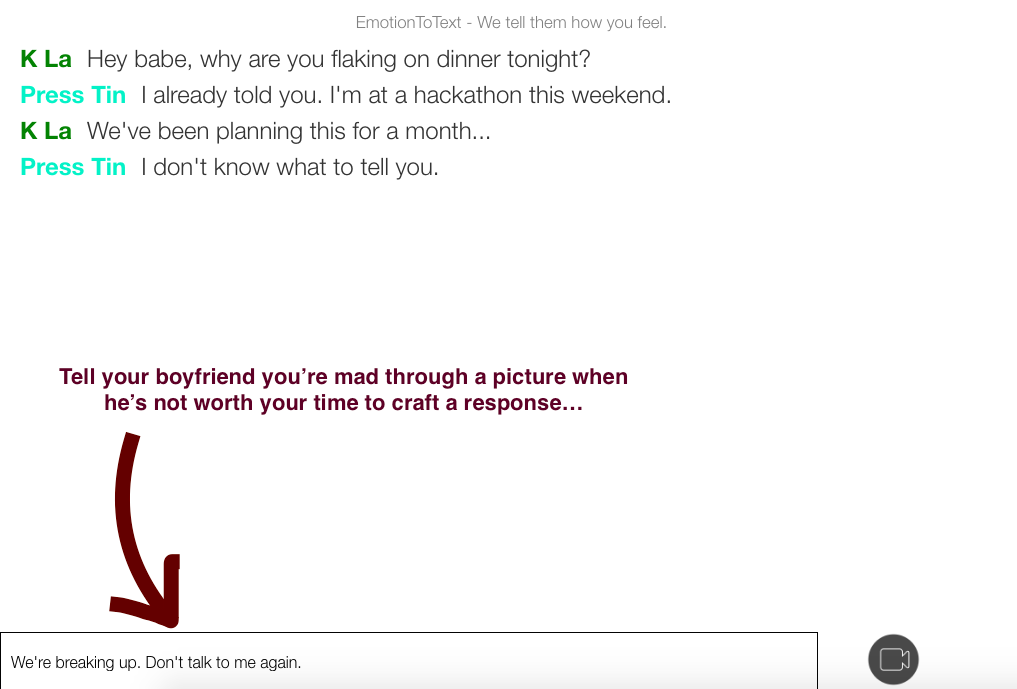 EmotionToText - We tell them how you feel.
K La Hey babe, why are you flaking on dinner tonight?
Press Tin I already told you. I'm at a hackathon this weekend.
K La We've been planning this for a month...
Press Tin I don't know what to tell you.
Tell your boyfriend you’re mad through a picture when
he’s not worth your time to craft a response…
We're breaking up. Don't talk to me again.